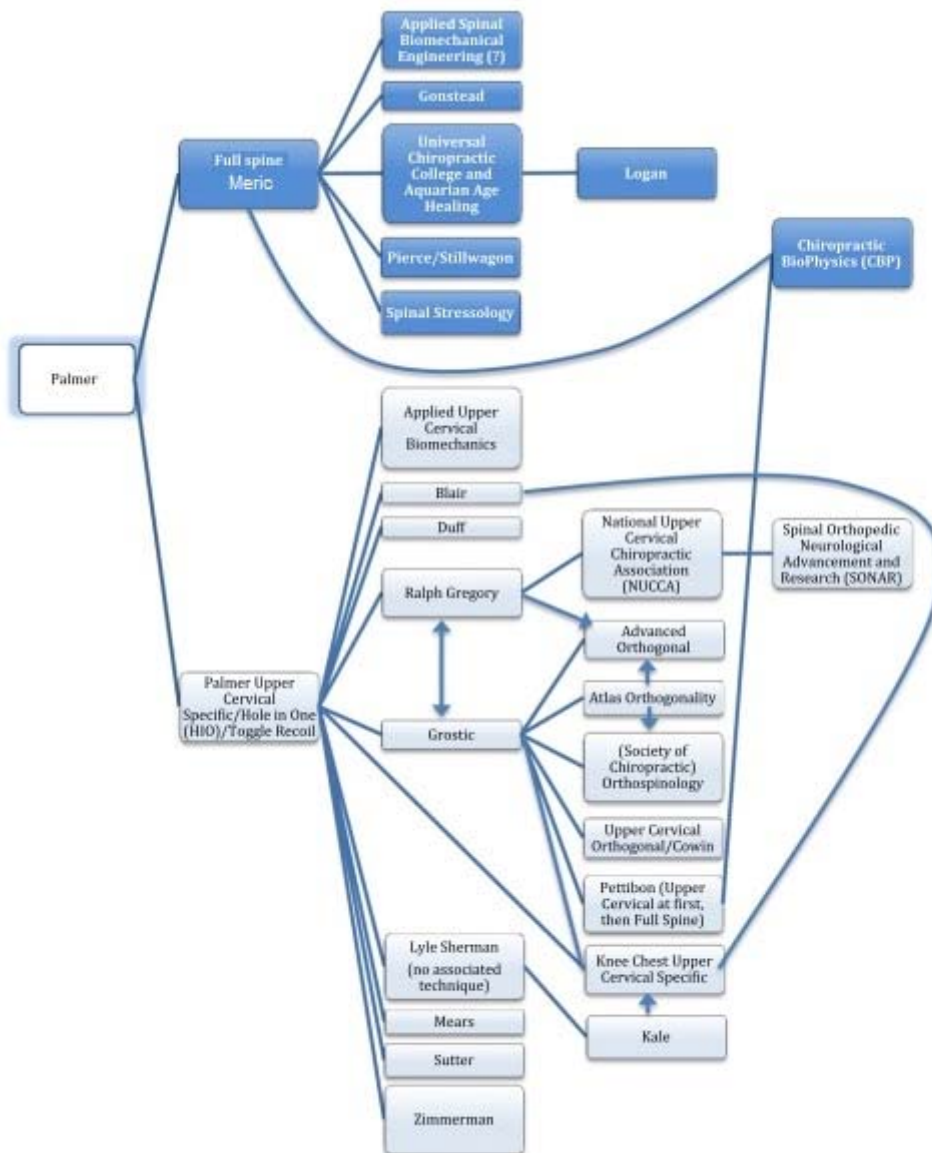 Applied Spinal
Biomechanical
Engineering (?)
Gonstead
Full spine
Meric
Universal
Chiropractic
College and
Aquarian Age
Healing
Logan
Pierce/Stillwagon
Chiropractic
BioPhysics (CBP)
Spinal Stressology
Palmer
Applied Upper
Cervical
Biomechanics
Blair
Duff
National Upper
Cervical
Chiropractic
Association
(NUCCA)
Spinal Orthopedic
Neurological
Advancement and
Research (SONAR)
Ralph Gregory
Advanced
Orthogonal
Palmer Upper
Cervical
Specific/Hole in One
(HIO)/Toggle Recoil
Atlas Orthogonality
Grostic
(Society of
Chiropractic)
Orthospinology
Upper Cervical
Orthogonal/Cowin
Pettibon (Upper
Cervical at first,
then Full Spine)
Lyle Sherman
(no associated
technique)
Knee Chest Upper
Cervical Specific
Mears
Kale
Sutter
Zimmerman